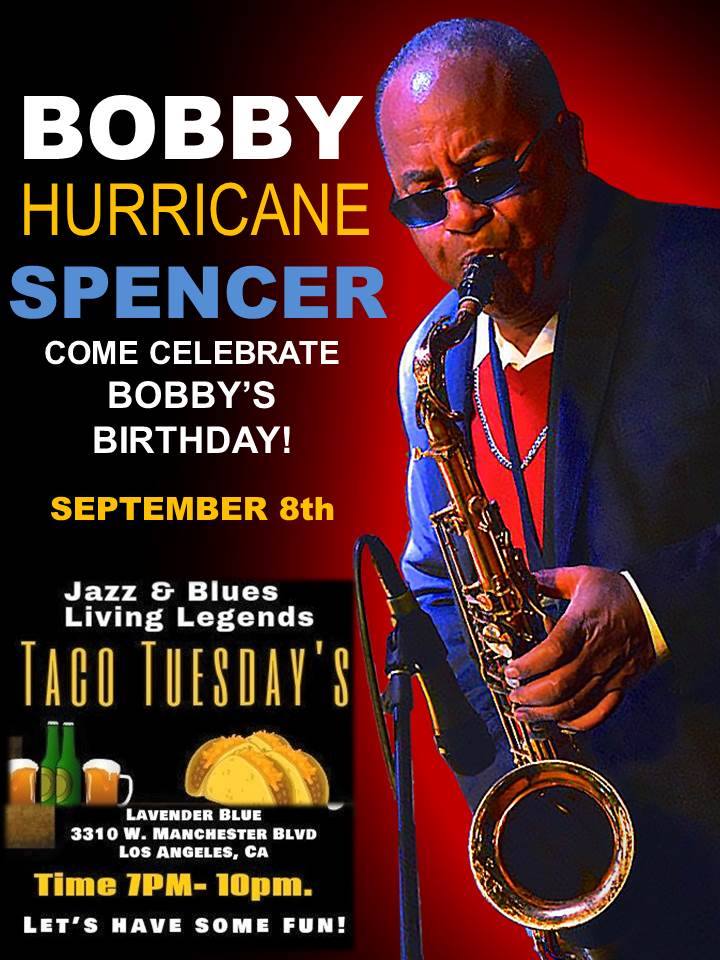 BOBBY
HURRICANE
SPENCER
COME CELEBRATE
BOBBY’S
BIRTHDAY!
SEPTEMBER 8th
Jazz & Blues
Living Legends
TACO TUESDAY'S
LAVENDER BLUE
3310 W. MANCHESTER BLVD
LOS ANGELES, CA
Time 7PM- 10pm.
LET'S HAVE SOME FUN!